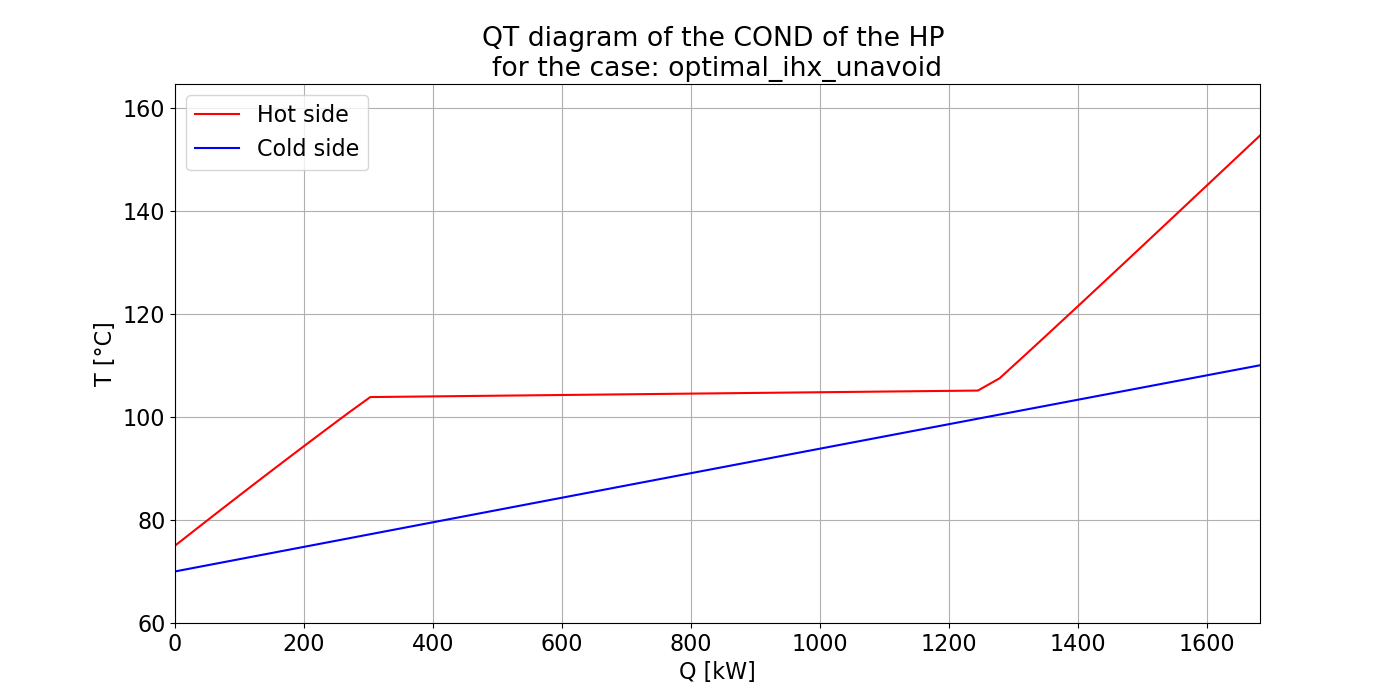 QT diagram of the COND of the HP
for the case: optimal_ihx_unavoid
Hot side
Cold side
T [°C]
160
140
120
100
80
60
0 200 400 600 800 1000 1200 1400 1600
Q [kW]